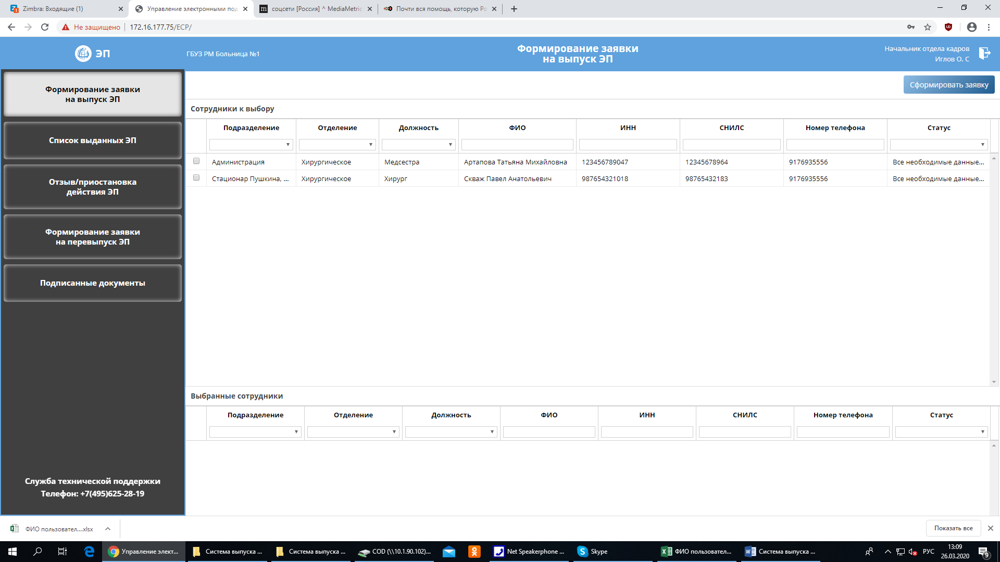 Zimbra: Входящие (1)
Управление электронными под
соцсети [Россия] ^ MediaMetric
Почти вся помощь, которую Ро
Не защищено
172.16.177.75/ECP/
ЭП
ГБУЗ РМ Больница №1
Формирование заявки
на выпуск ЭП
Начальник отдела кадров
Иглов О. С
Формирование заявки
на выпуск ЭП
Список выданных ЭП
Отзыв/приостановка
действия ЭП
Формирование заявки
на перевыпуск ЭП
Подписанные документы
Служба технической поддержки
Телефон: +7(495)625-28-19
Сформировать заявку
Сотрудники к выбору
Подразделение Отделение Должность ФИО ИНН СНИЛС Номер телефона Статус
Администрация Хирургическое Медсестра Артапова Татьяна Михайловна 123456789047 12345678964 9176935556 Все необходимые данные...
Стационар Пушкина, ... Хирургическое Хирург Скваж Павел Анатольевич 987654321018 98765432183 9176935556 Все необходимые данные...
Выбранные сотрудники
Подразделение Отделение Должность ФИО ИНН СНИЛС Номер телефона Статус
ФИО пользовател....xlsx
Показать все
Управление элект...
Система выпуска ...
Система выпуска ...
COD (\\10.1.90.102)...
Net Speakerphone ...
Skype
ФИО пользовател...
Система выпуска ...
РУС
13:09
26.03.2020
9